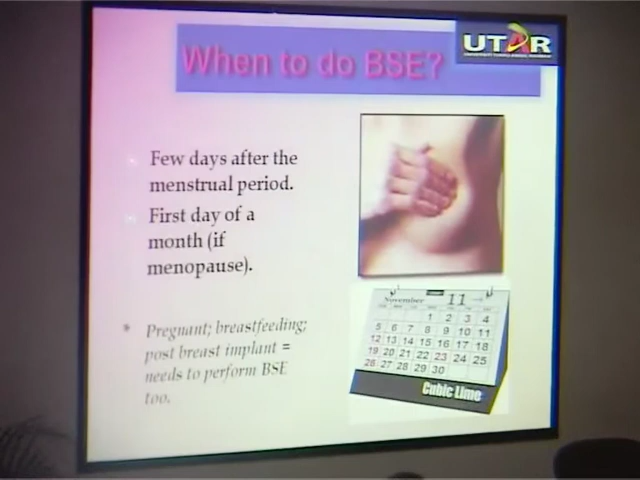 When to do BSE?
UTAR
Few days after the
menstrual period.
First day of a
month (if
menopause).
Pregnant; breastfeeding;
post breast implant =
needs to perform BSE
too.
November 11
1 2 3 4
5 6 7 8 9 10 11
12 13 14 15 16 17 18
19 20 21 22 23 24 25
26 27 28 29 30
Cubic Lime